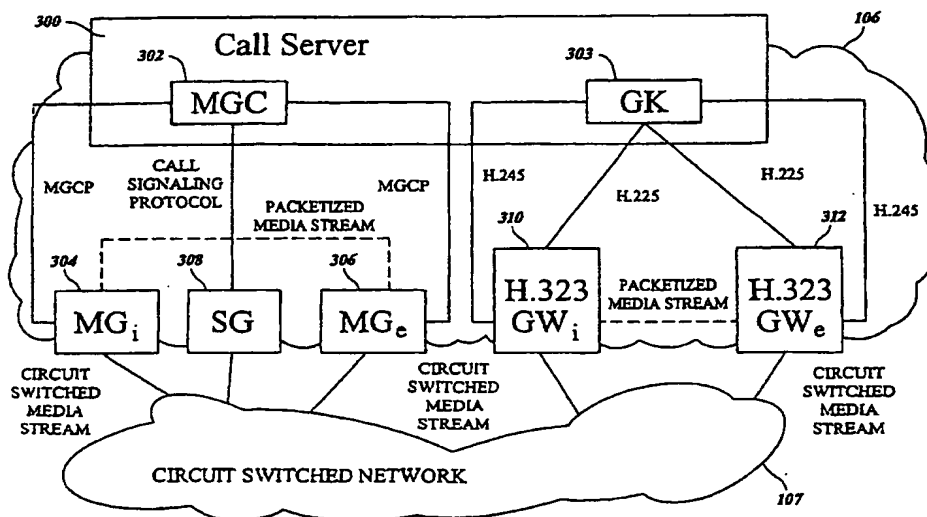 300
Call Server
106
302
MGC
303
GK
MGCP
CALL
SIGNALING
PROTOCOL
MGCP
PACKETIZED
MEDIA STREAM
H.245
H.225
H.225
H.245
304
MGi
308
SG
306
MGe
310
H.323
GWi
PACKETIZED
MEDIA STREAM
312
H.323
GWe
CIRCUIT
SWITCHED
MEDIA
STREAM
CIRCUIT
SWITCHED
MEDIA
STREAM
CIRCUIT
SWITCHED
MEDIA
STREAM
CIRCUIT SWITCHED NETWORK
107